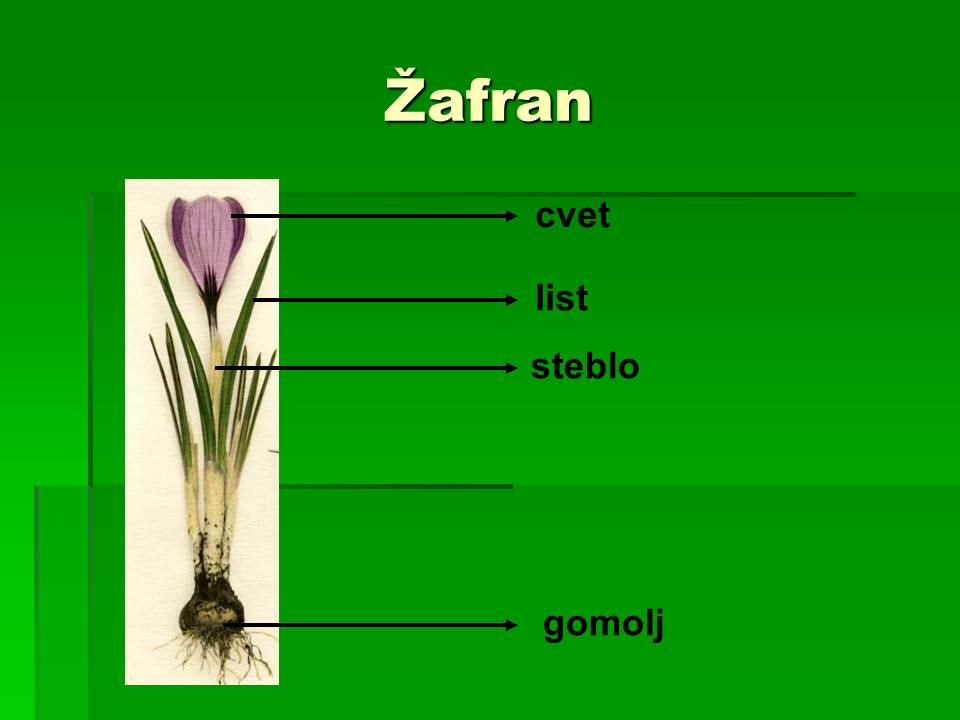 Žafran
cvet
list
steblo
gomolj